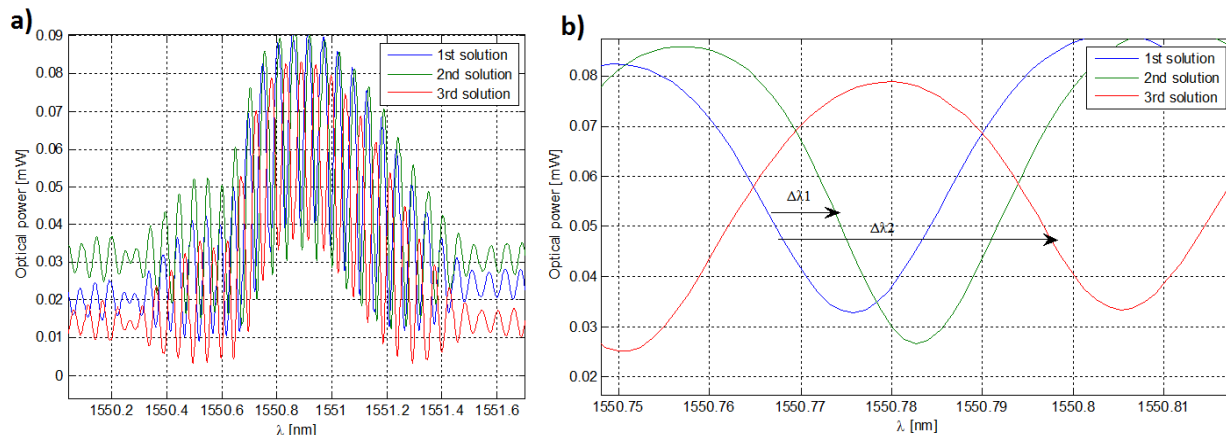 a)
Optical power [mW]
0.09
0.08
0.07
0.06
0.05
0.04
0.03
0.02
0.01
0
1550.2 1550.4 1550.6 1550.8 1551 1551.2 1551.4 1551.6
λ [nm]
1st solution
2nd solution
3rd solution
b)
Optical power [mW]
0.08
0.07
0.06
0.05
0.04
0.03
0.02
1550.75 1550.76 1550.77 1550.78 1550.79 1550.8 1550.81
λ [nm]
1st solution
2nd solution
3rd solution
Δλ1
Δλ2